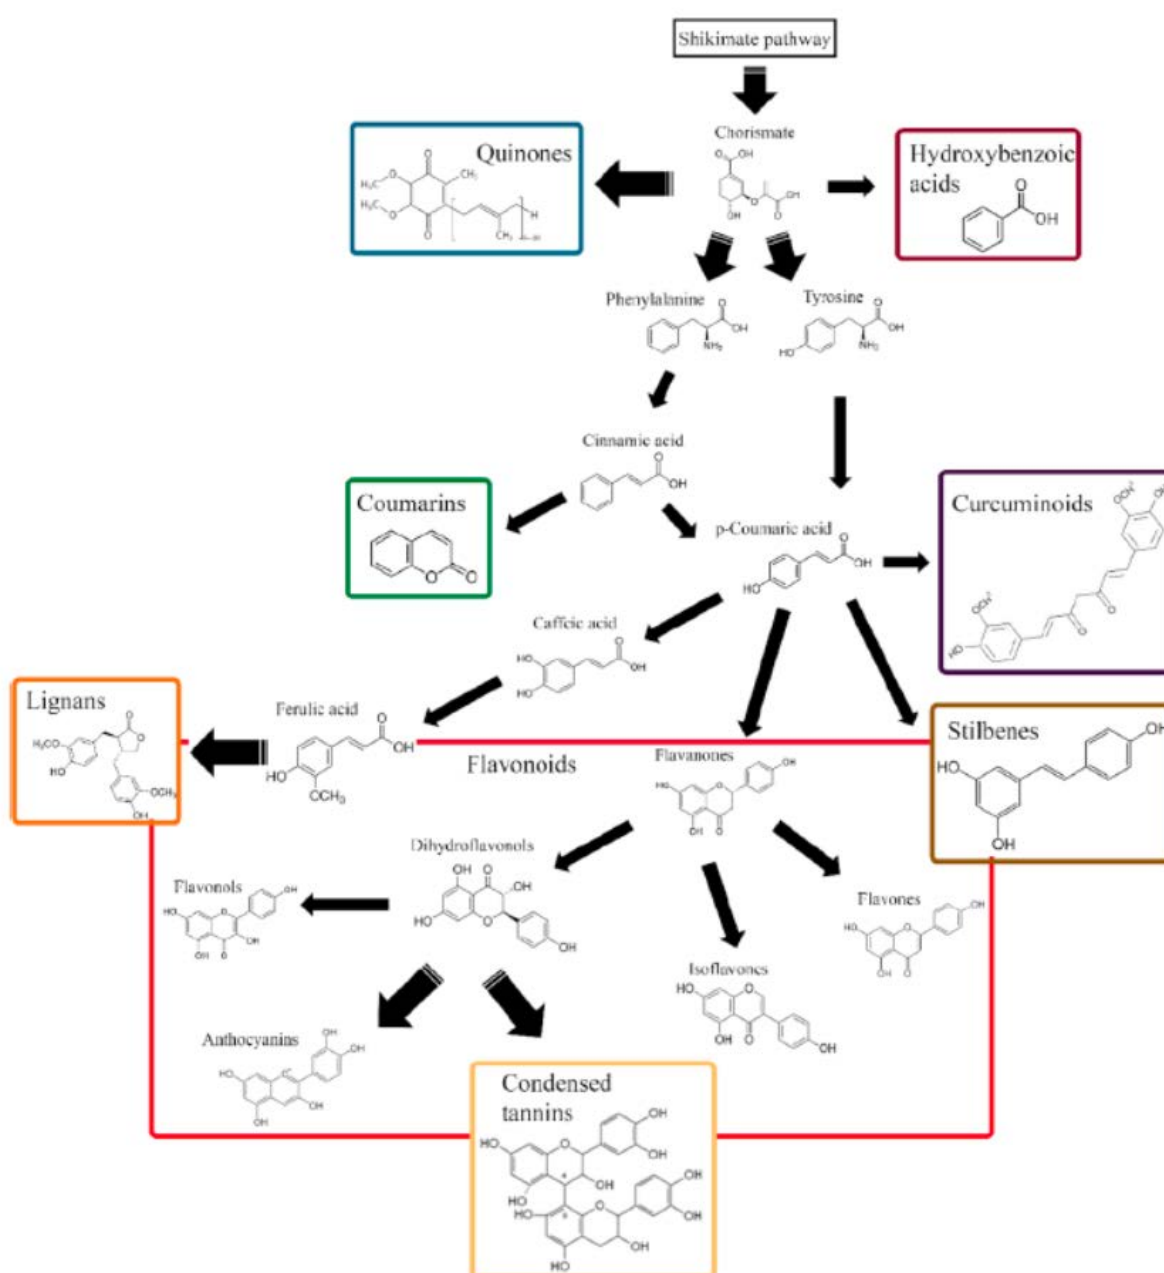 Shikimate pathway
Chorismate
Quinones
Hydroxybenzoic
acids
Phenylalanine
Tyrosine
Cinnamic acid
Coumarins
p-Coumaric acid
Curcuminoids
Caffeic acid
Lignans
Ferulic acid
Flavonoids
Flavanones
Stilbenes
Dihydroflavonols
Flavonols
Flavones
Isoflavones
Anthocyanins
Condensed
tannins